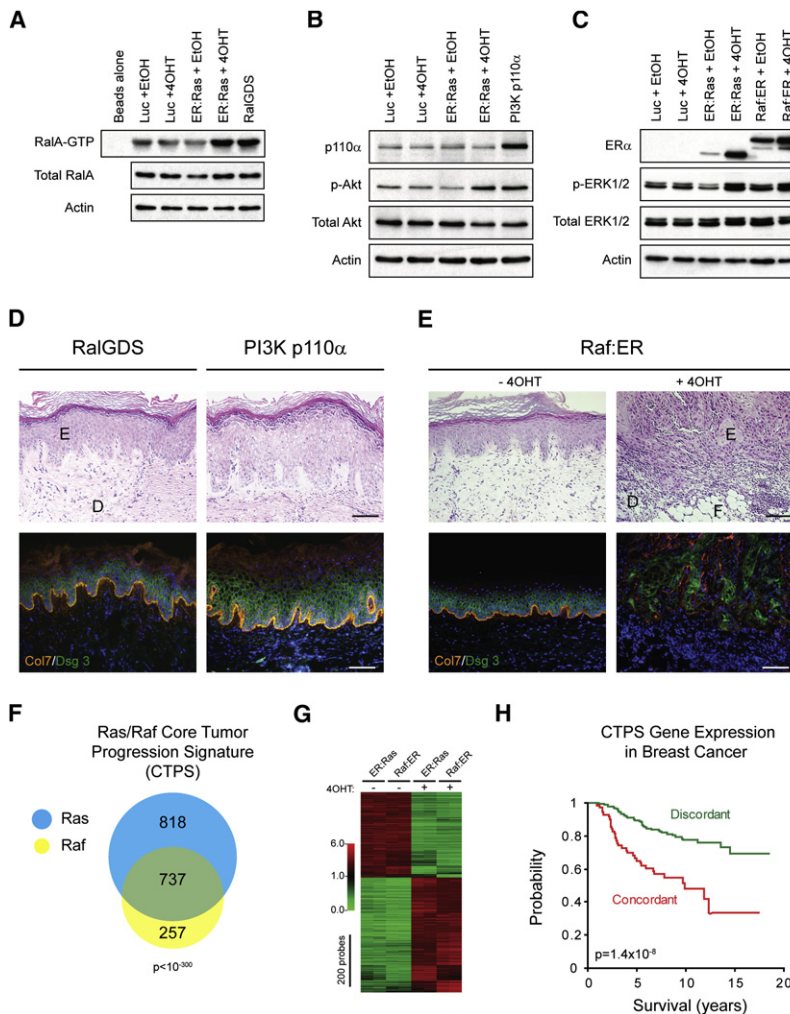 A
Beads alone
Luc +EtOH
Luc +4OHT
ER:Ras + EtOH
ER:Ras + 4OHT
RalGDS
RalA-GTP
Total RalA
Actin
B
Luc +EtOH
Luc +4OHT
ER:Ras + EtOH
ER:Ras + 4OHT
PI3K p110α
p110α
p-Akt
Total Akt
Actin
C
Luc + EtOH
Luc + 4OHT
ER:Ras + EtOH
ER:Ras + 4OHT
Raf:ER + EtOH
Raf:ER + 4OHT
ERα
p-ERK1/2
Total ERK1/2
Actin
D
RalGDS
PI3K p110α
E
D
Col7/Dsg 3
E
Raf:ER
- 4OHT
+ 4OHT
E
D
F
Col7/Dsg 3
F
Ras/Raf Core Tumor
Progression Signature
(CTPS)
Ras
Raf
818
737
257
p<10⁻³⁰⁰
G
ER:Ras
Raf:ER
ER:Ras
Raf:ER
4OHT:
- - + +
6.0
1.0
0.0
200 probes
H
CTPS Gene Expression
in Breast Cancer
Probability
1
0.8
0.6
0.4
0.2
0
Discordant
Concordant
p=1.4x10⁻⁸
0 5 10 15 20
Survival (years)